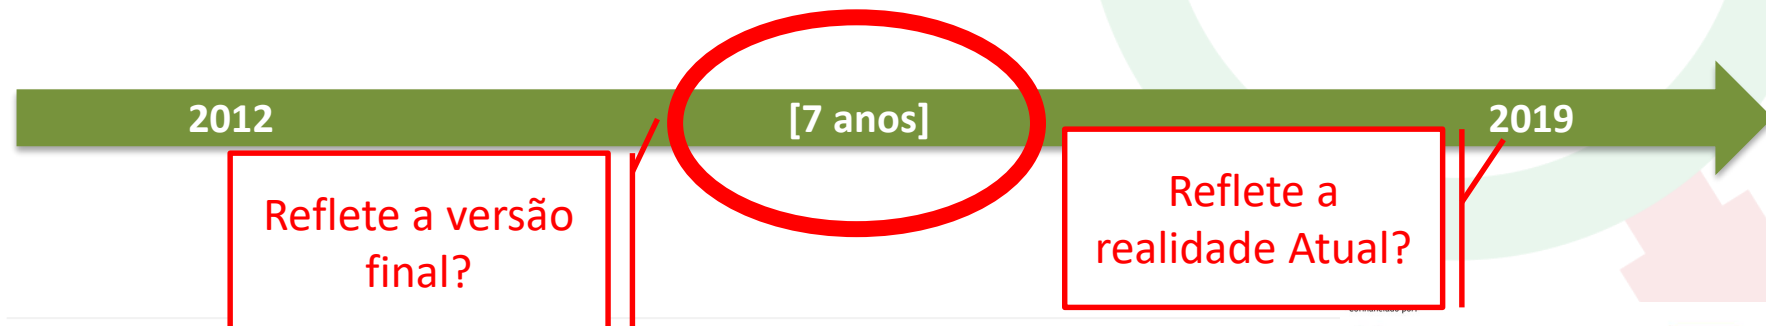 2012
[7 anos]
2019
Reflete a versão
final?
Reflete a
realidade Atual?